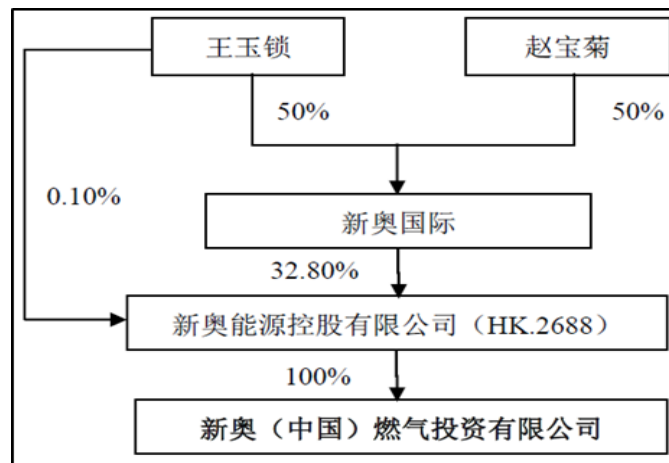 王玉锁
赵宝菊
50%
50%
0.10%
新奥国际
32.80%
新奥能源控股有限公司（HK.2688）
100%
新奥（中国）燃气投资有限公司